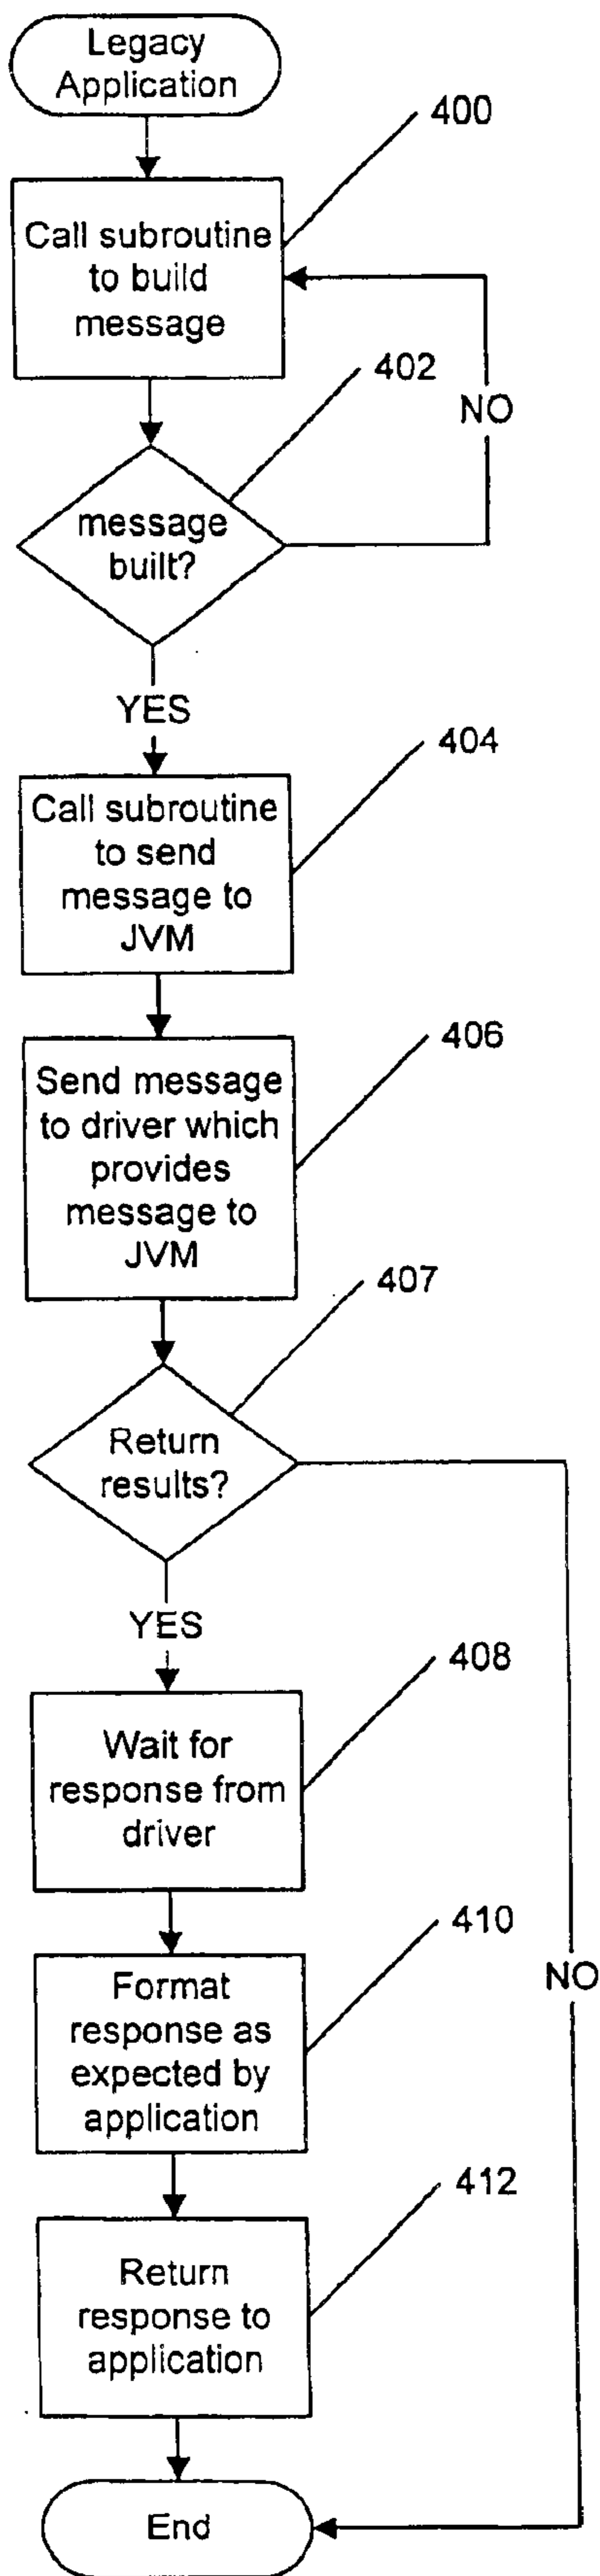 Legacy
Application
400
Call subroutine
to build
message
402
NO
message
built?
YES
404
Call subroutine
to send
message to
JVM
406
Send message
to driver which
provides
message to
JVM
407
Return
results?
YES
408
Wait for
response from
driver
410
NO
Format
response as
expected by
application
412
Return
response to
application
End